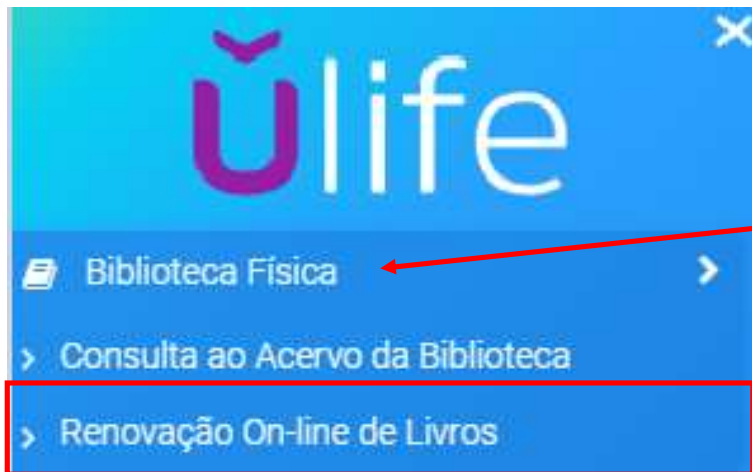 ŭlife
Biblioteca Física
Consulta ao Acervo da Biblioteca
Renovação On-line de Livros